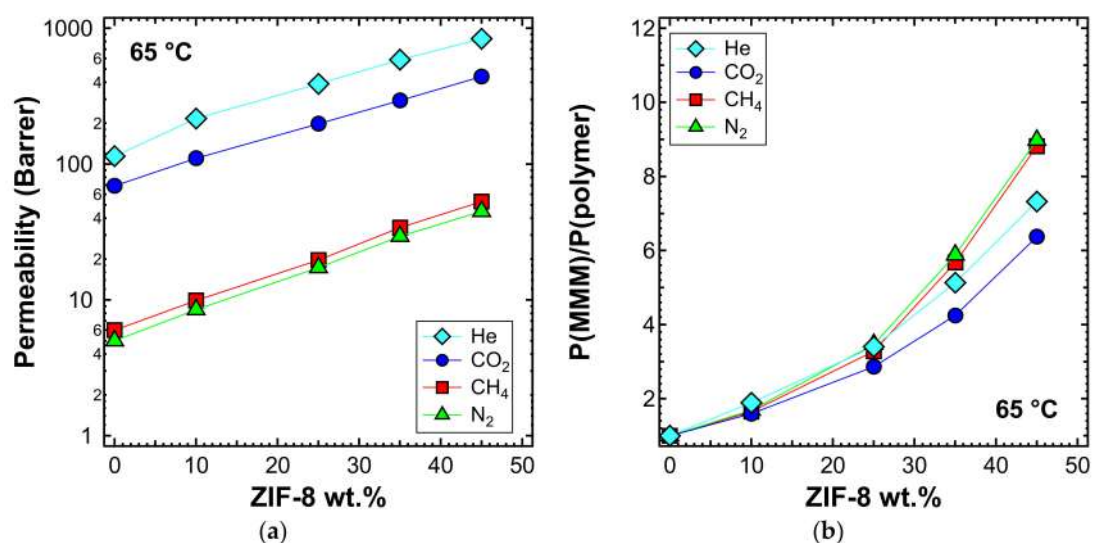 65 °C
1000
6
4
2
100
6
4
2
10
6
4
2
1
Permeability (Barrer)
He
CO₂
CH₄
N₂
0 10 20 30 40 50
ZIF-8 wt.%
(a)
12
10
8
6
4
2
P(MMM)/P(polymer)
He
CO₂
CH₄
N₂
65 °C
0 10 20 30 40 50
ZIF-8 wt.%
(b)